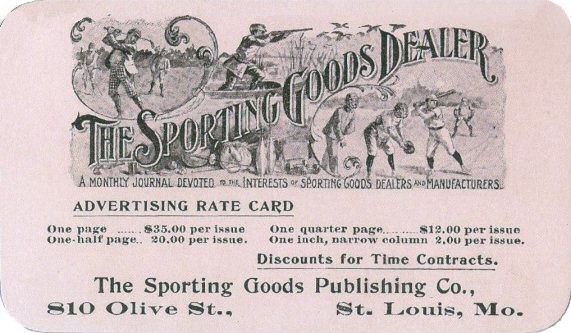 THE SPORTING GOODS DEALER
A MONTHLY JOURNAL DEVOTED TO THE INTERESTS OF SPORTING GOODS DEALERS AND MANUFACTURERS.
ADVERTISING RATE CARD
One page ......$35.00 per issue One quarter page.....$12.00 per issue
One-half page.. 20.00 per issue. One inch, narrow column 2.00 per issue.
Discounts for Time Contracts.
The Sporting Goods Publishing Co.,
810 Olive St., St. Louis, Mo.